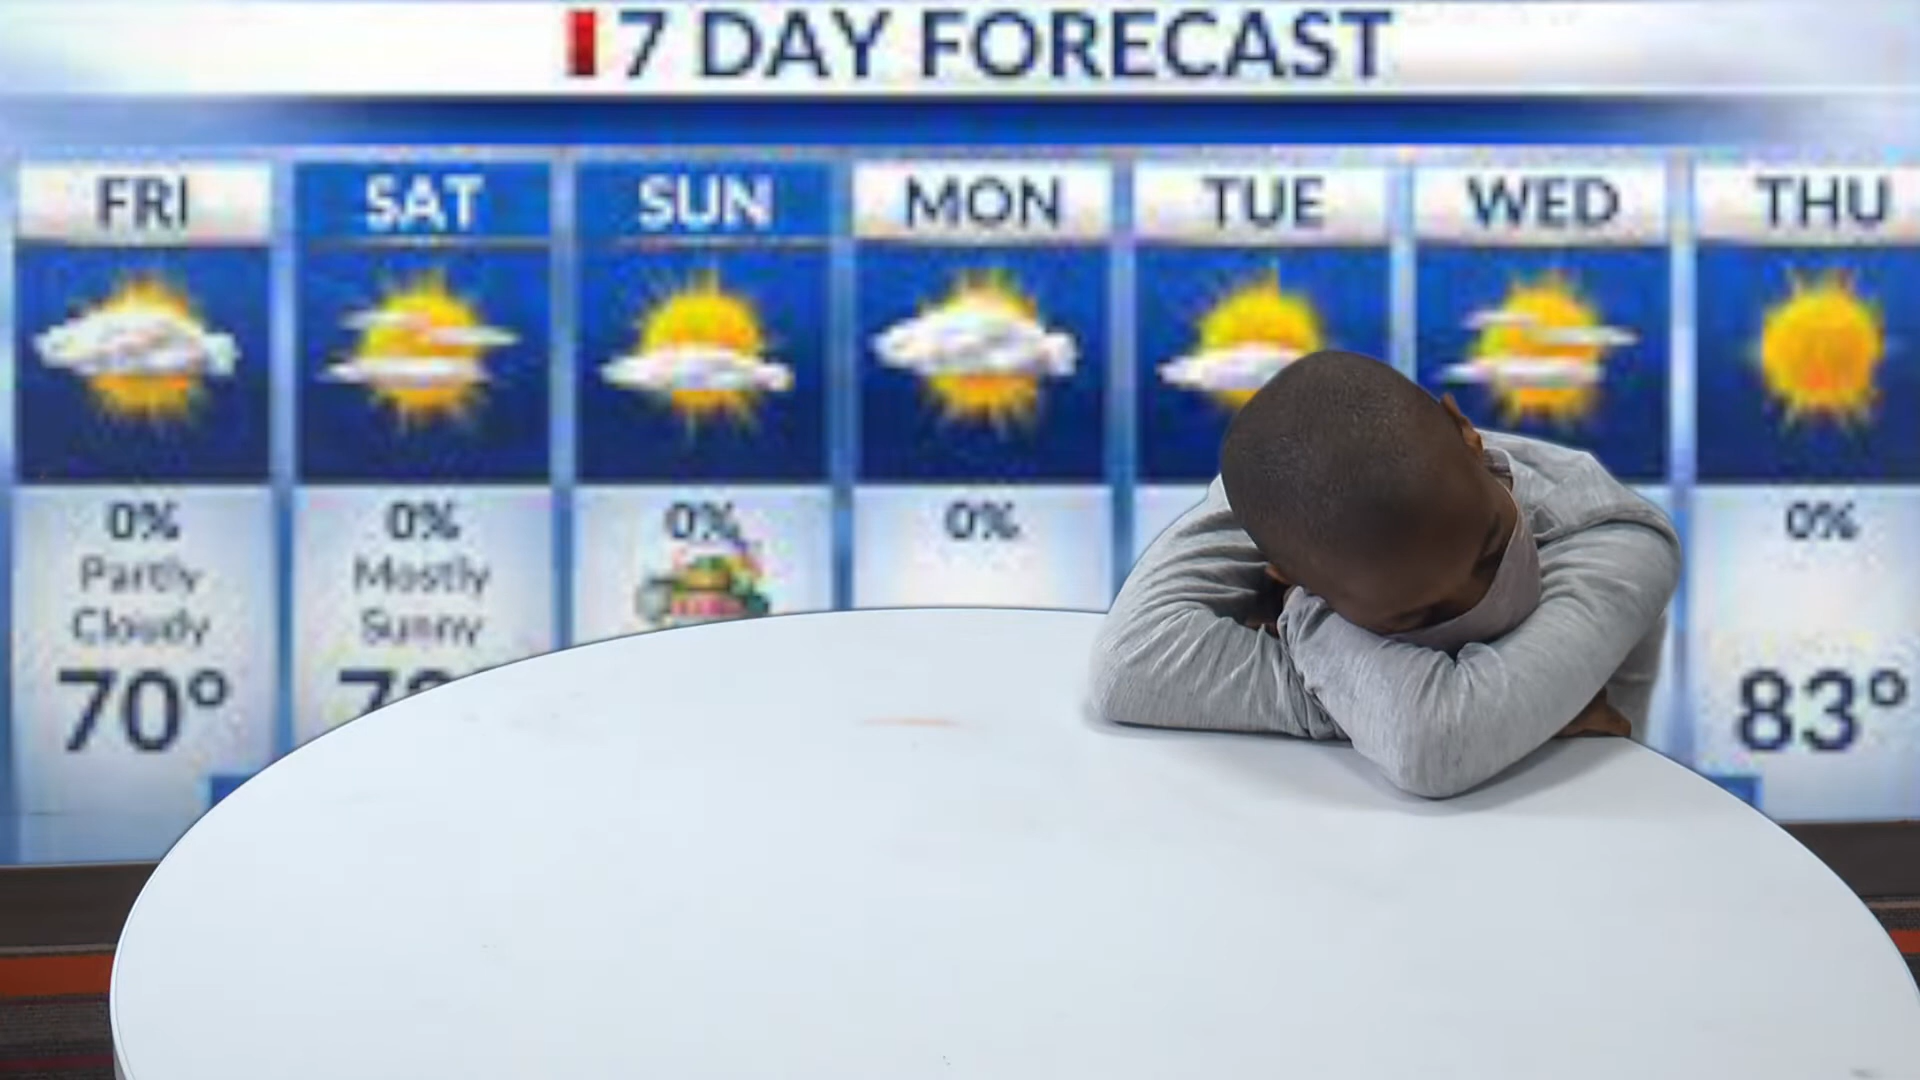 7 DAY FORECAST
FRI SAT SUN MON TUE WED THU
0% 0% 0% 0% 0%
Partly Mostly
Cloudy Sunny
70° 83°